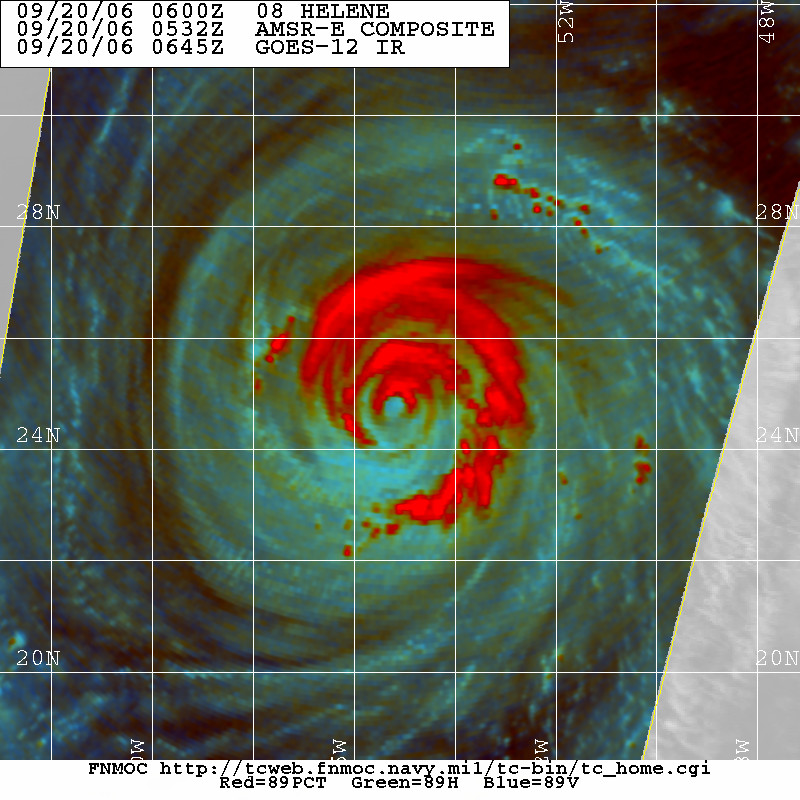 09/20/06 0600Z 08 HELENE
09/20/06 0532Z AMSR-E COMPOSITE
09/20/06 0645Z GOES-12 IR
52W
48W
28N
28N
24N
24N
20N
20N
FNMOC http://tcweb.fnmoc.navy.mil/tc-bin/tc_home.cgi
Red=89PCT Green=89H Blue=89V